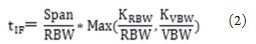 t_IF = Span/RBW * Max(K_RBW/RBW, K_VBW/VBW) (2)